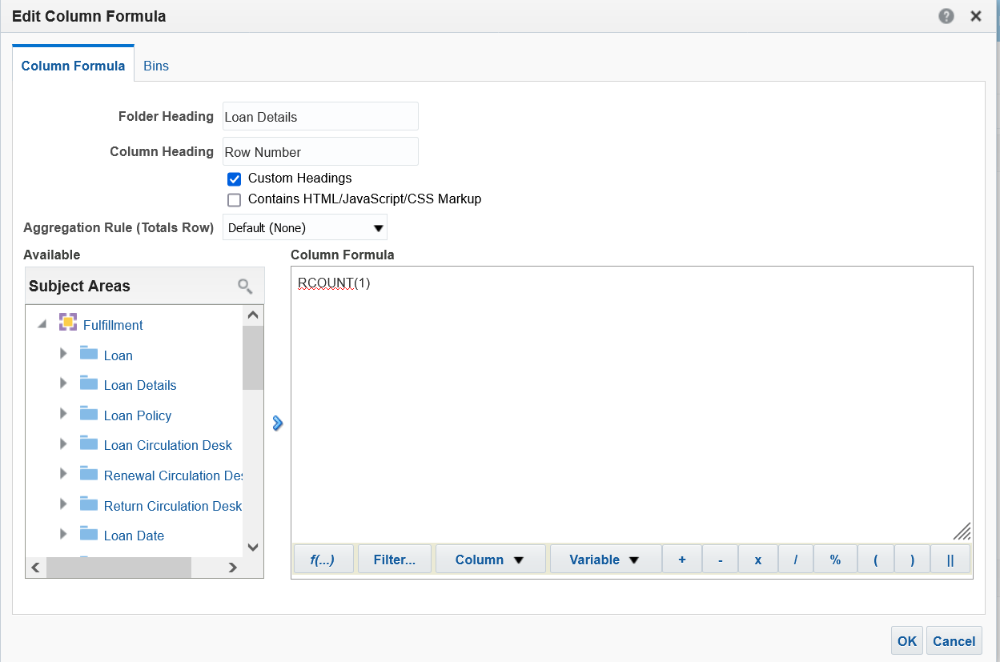 Edit Column Formula
?
Column Formula
Bins
Folder Heading
Loan Details
Column Heading
Row Number
Custom Headings
Contains HTML/JavaScript/CSS Markup
Aggregation Rule (Totals Row)
Default (None)
Available
Column Formula
Subject Areas
RCOUNT(1)
Fulfillment
Loan
Loan Details
Loan Policy
Loan Circulation Desk
Renewal Circulation Des
Return Circulation Desk
Loan Date
f(...)
Filter...
Column
Variable
+
-
x
/
%
(
)
||
OK
Cancel